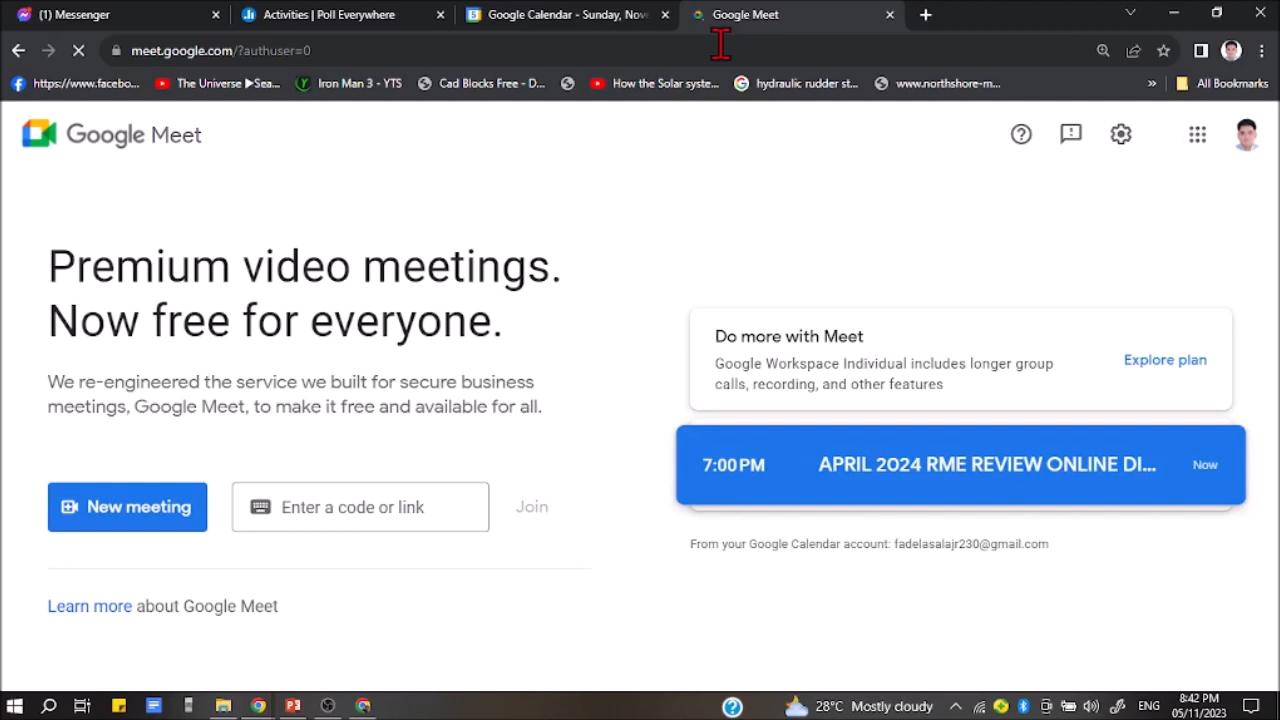 (1) Messenger
Activities | Poll Everywhere
Google Calendar - Sunday, Nov
Google Meet
meet.google.com/?authuser=0
https://www.facebo...
The Universe ▶Sea...
Iron Man 3 - YTS
Cad Blocks Free - D...
How the Solar syste...
hydraulic rudder st...
www.northshore-m...
»
All Bookmarks
Google Meet
Premium video meetings.
Now free for everyone.
We re-engineered the service we built for secure business
meetings, Google Meet, to make it free and available for all.
New meeting
Enter a code or link
Join
Learn more about Google Meet
Do more with Meet
Google Workspace Individual includes longer group
calls, recording, and other features
Explore plan
7:00 PM
APRIL 2024 RME REVIEW ONLINE DI...
Now
From your Google Calendar account: fadelasalajr230@gmail.com
28°C Mostly cloudy
ENG
8:42 PM
05/11/2023